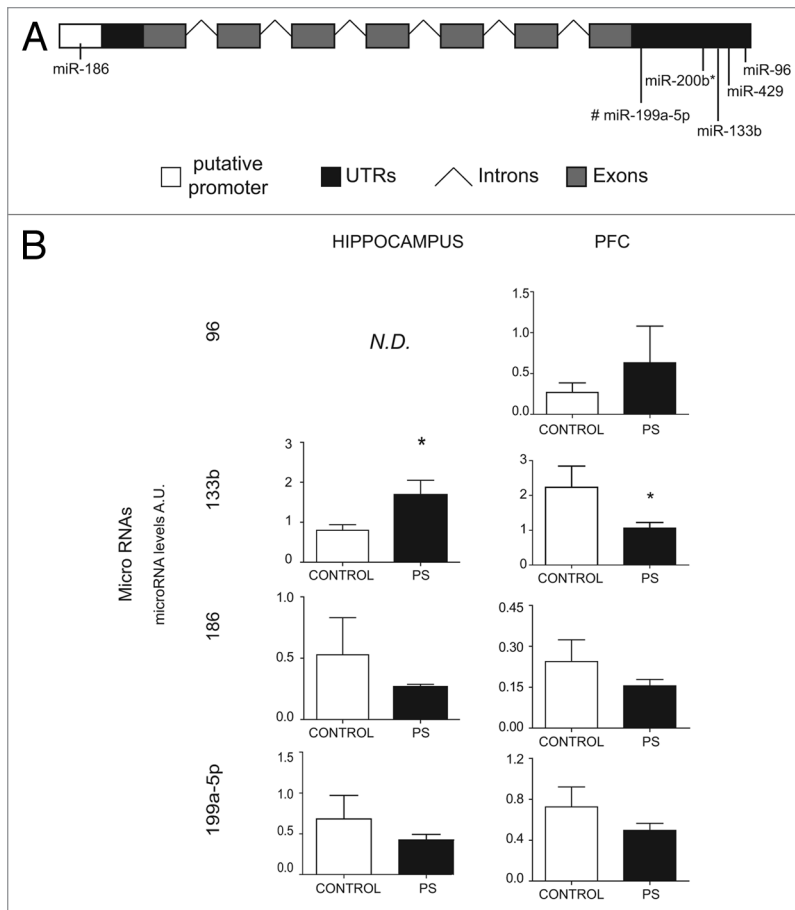 A
miR-186
miR-200b*
miR-96
miR-429
# miR-199a-5p
miR-133b
putative
promoter
UTRs
Introns
Exons
B
HIPPOCAMPUS
PFC
Micro RNAs
microRNA levels A.U.
96
N.D.
1.5
1.0
0.5
0.0
CONTROL
PS
133b
3
2
1
0
*
CONTROL
PS
3
2
1
0
*
CONTROL
PS
186
1.0
0.5
0.0
CONTROL
PS
0.45
0.30
0.15
0.00
CONTROL
PS
199a-5p
1.5
1.0
0.5
0.0
CONTROL
PS
1.2
0.8
0.4
0.0
CONTROL
PS